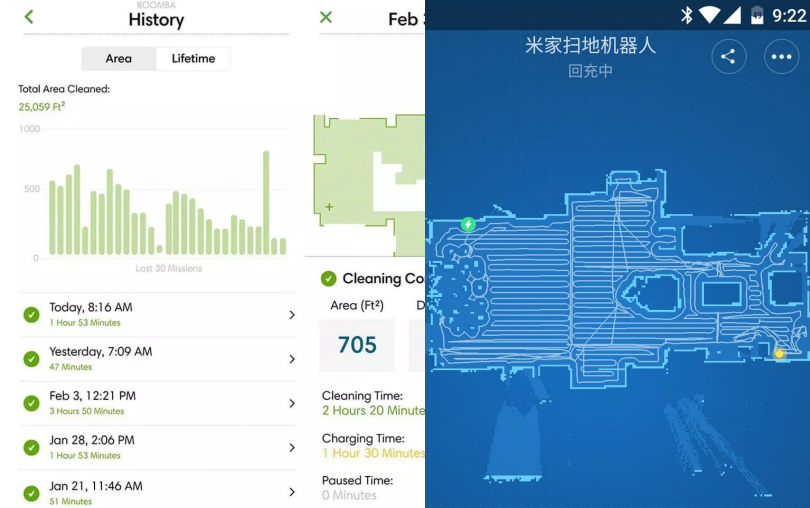 ROOMBA
History
Area
Lifetime
Total Area Cleaned:
25,059 Ft²
1000
500
0
Last 30 Missions
Today, 8:16 AM
1 Hour 53 Minutes
Yesterday, 7:09 AM
47 Minutes
Feb 3, 12:21 PM
3 Hours 50 Minutes
Jan 28, 2:06 PM
1 Hour 53 Minutes
Jan 21, 11:46 AM
51 Minutes
Feb
Cleaning Co
Area (Ft²)
D
705
Cleaning Time:
2 Hours 20 Minute
Charging Time:
1 Hour 30 Minutes
Paused Time:
0 Minutes
9:22
米家扫地机器人
回充中